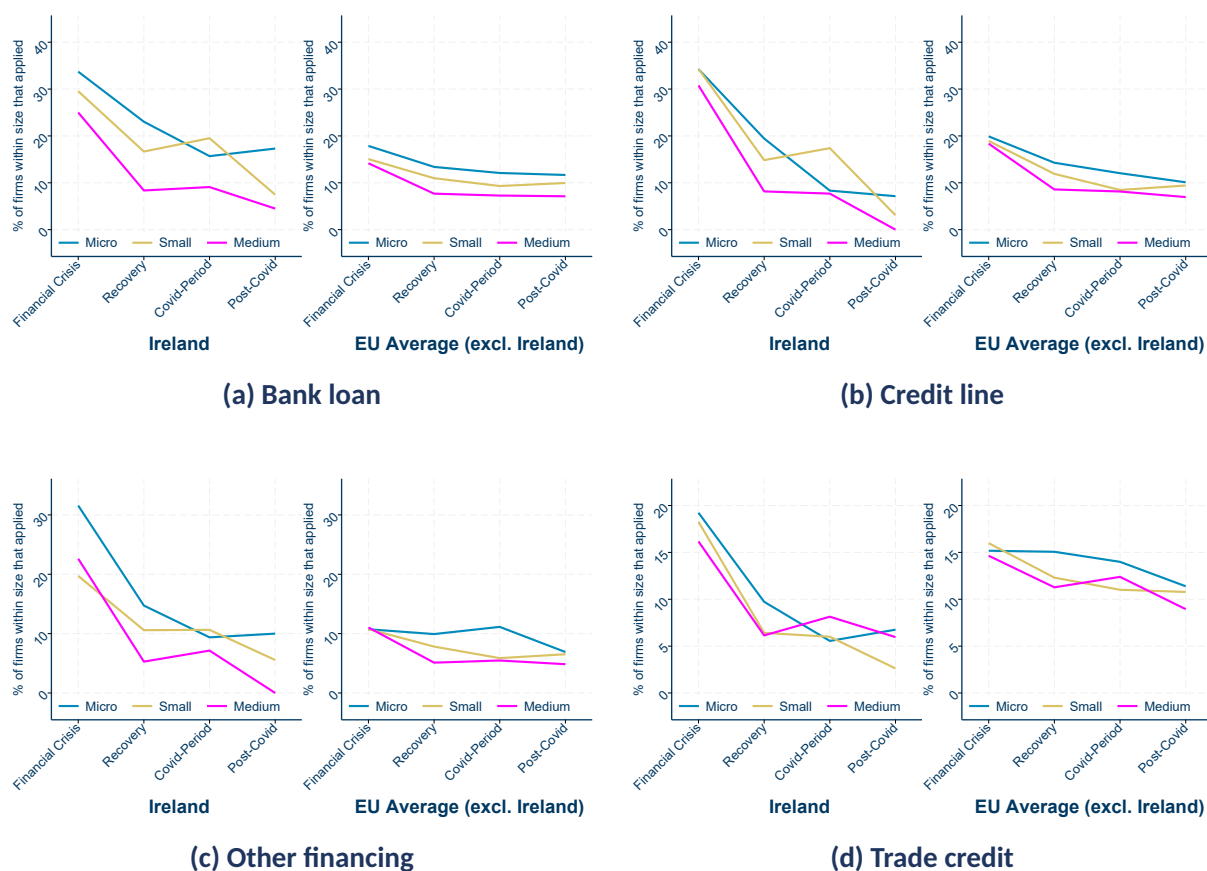 % of firms within size that applied
40
30
20
10
0
Micro Small Medium
Financial Crisis
Recovery
Covid-Period
Post-Covid
Ireland
% of firms within size that applied
40
30
20
10
0
Micro Small Medium
Financial Crisis
Recovery
Covid-Period
Post-Covid
EU Average (excl. Ireland)
(a) Bank loan
% of firms within size that applied
40
30
20
10
0
Micro Small Medium
Financial Crisis
Recovery
Covid-Period
Post-Covid
Ireland
% of firms within size that applied
40
30
20
10
0
Micro Small Medium
Financial Crisis
Recovery
Covid-Period
Post-Covid
EU Average (excl. Ireland)
(b) Credit line
% of firms within size that applied
30
20
10
0
Micro Small Medium
Financial Crisis
Recovery
Covid-Period
Post-Covid
Ireland
% of firms within size that applied
30
20
10
0
Micro Small Medium
Financial Crisis
Recovery
Covid-Period
Post-Covid
EU Average (excl. Ireland)
(c) Other financing
% of firms within size that applied
20
15
10
5
0
Micro Small Medium
Financial Crisis
Recovery
Covid-Period
Post-Covid
Ireland
% of firms within size that applied
20
15
10
5
0
Micro Small Medium
Financial Crisis
Recovery
Covid-Period
Post-Covid
EU Average (excl. Ireland)
(d) Trade credit